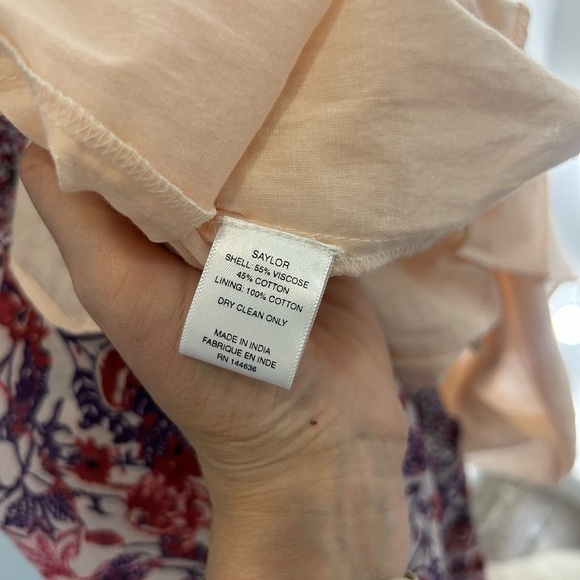 SAYLOR
SHELL: 55% VISCOSE
45% COTTON
LINING: 100% COTTON
DRY CLEAN ONLY
MADE IN INDIA
FABRIQUE EN INDE
RN 144636